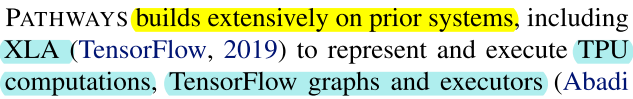 PATHWAYS builds extensively on prior systems, including
XLA (TensorFlow, 2019) to represent and execute TPU
computations, TensorFlow graphs and executors (Abadi